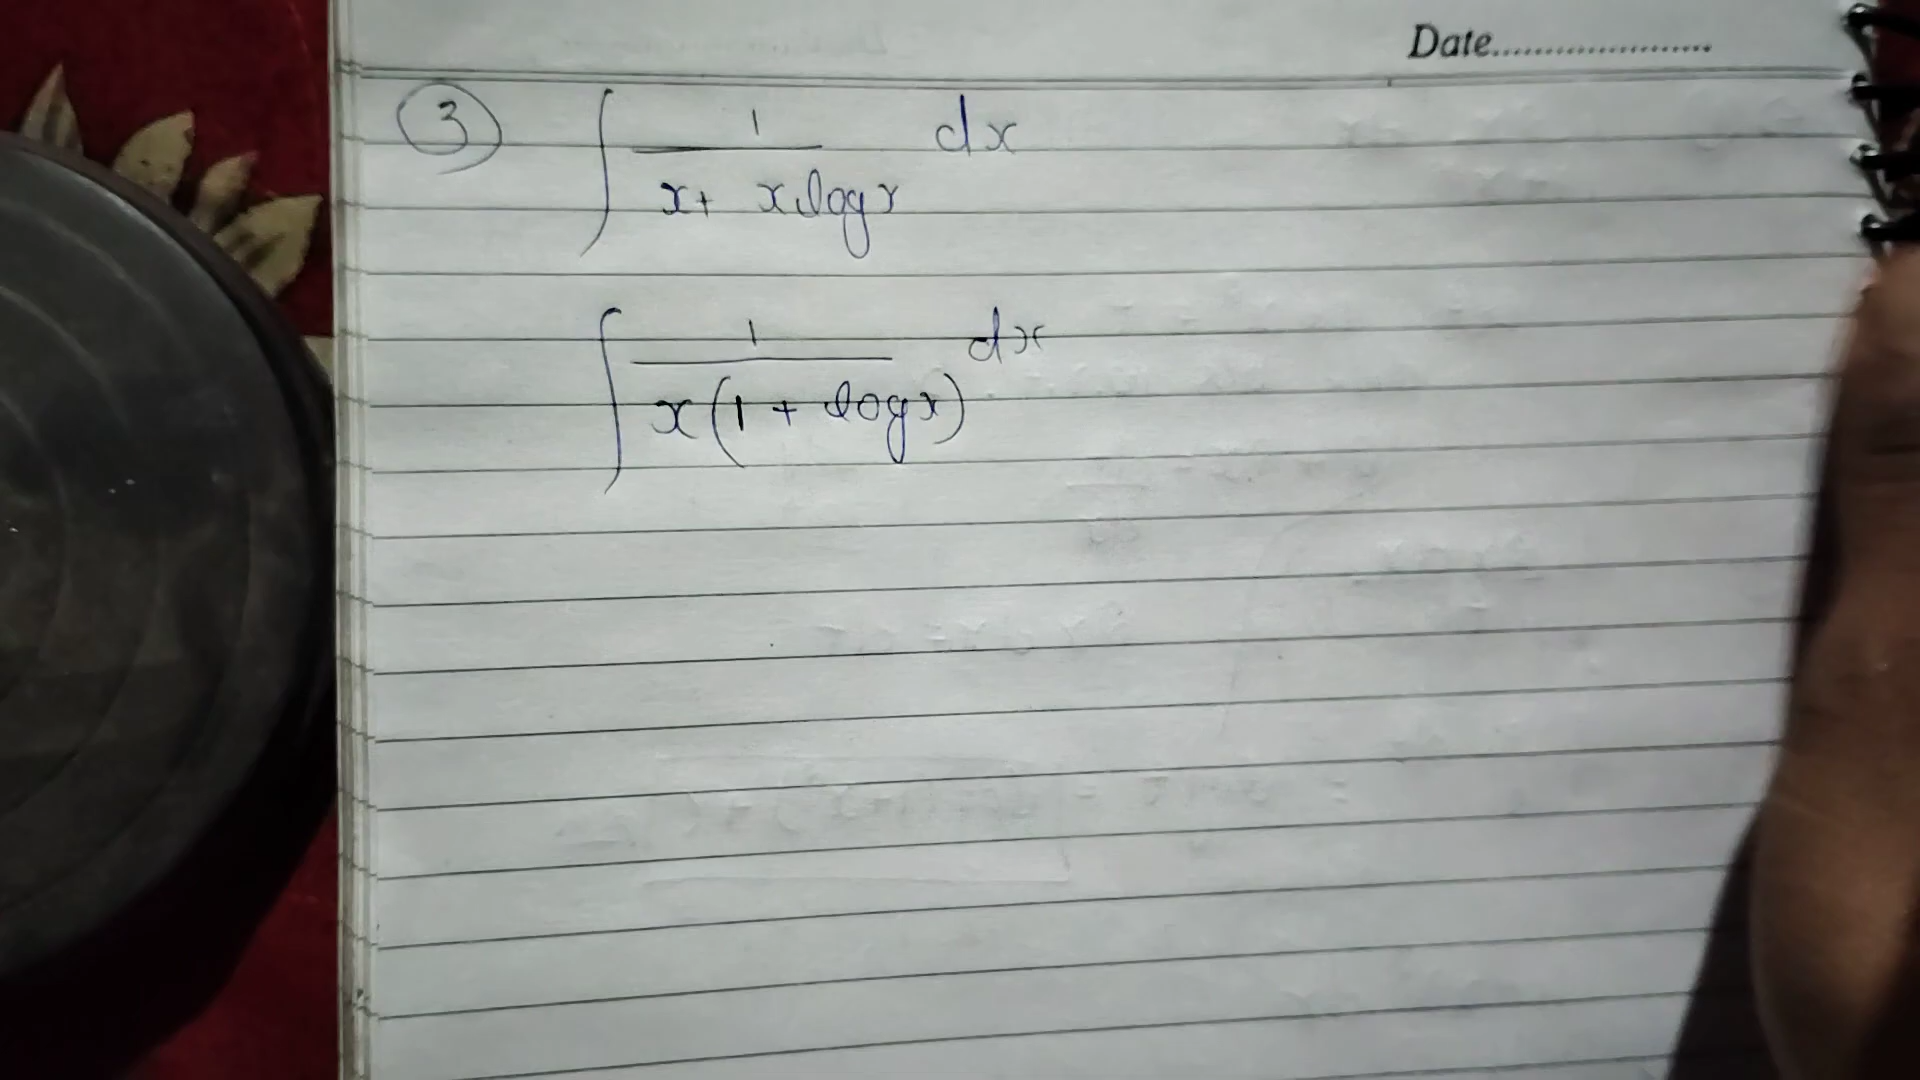 Date.....................
③ ∫ 1/(x + x log x) dx
∫ 1/(x(1 + log x)) dx